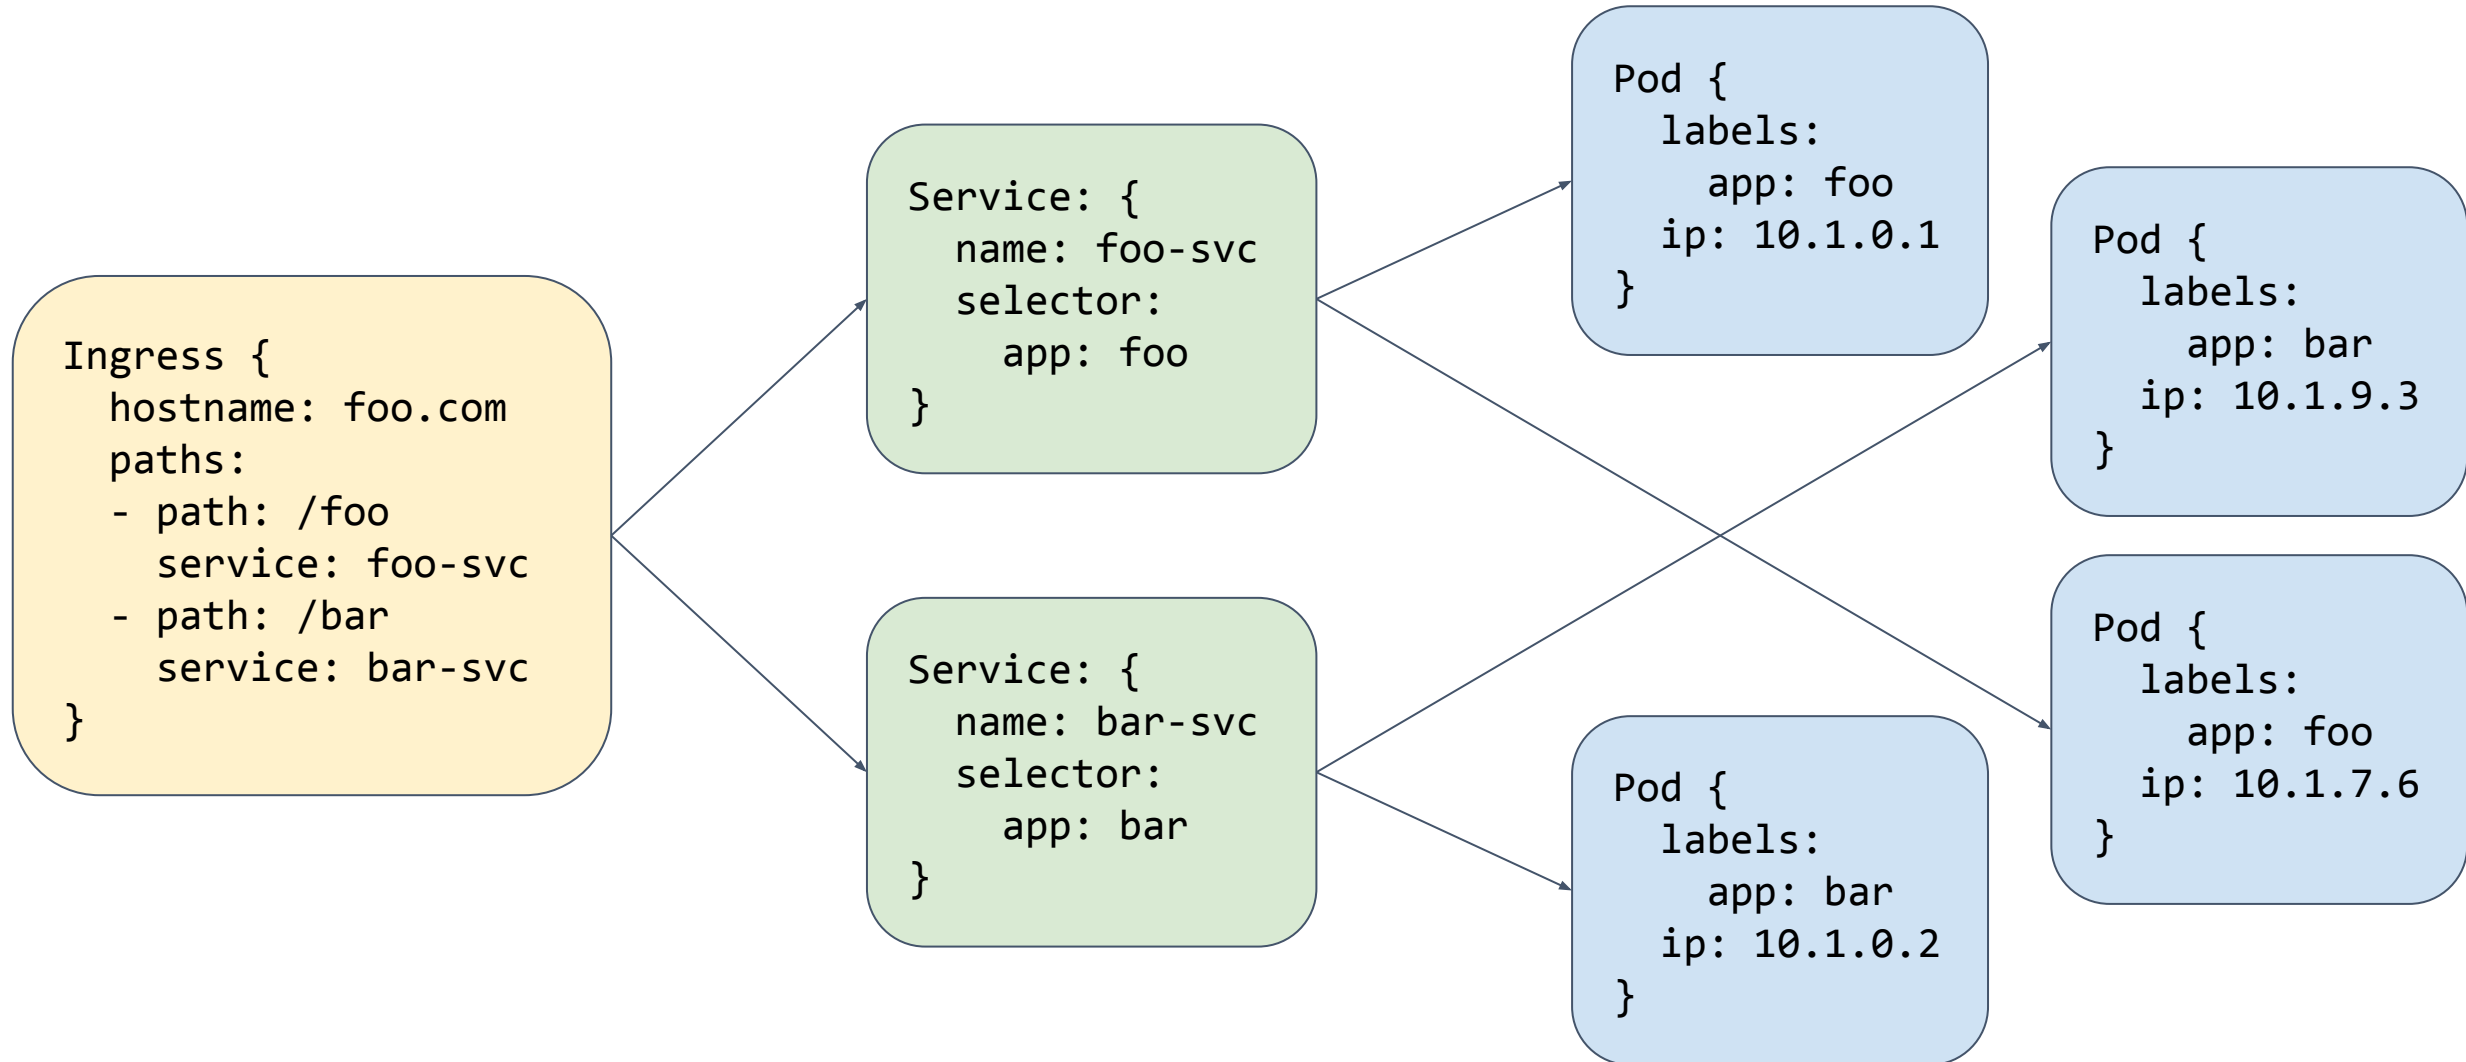 Ingress {
  hostname: foo.com
  paths:
  - path: /foo
    service: foo-svc
  - path: /bar
    service: bar-svc
}
Service: {
  name: foo-svc
  selector:
    app: foo
}
Service: {
  name: bar-svc
  selector:
    app: bar
}
Pod {
  labels:
    app: foo
  ip: 10.1.0.1
}
Pod {
  labels:
    app: bar
  ip: 10.1.9.3
}
Pod {
  labels:
    app: foo
  ip: 10.1.7.6
}
Pod {
  labels:
    app: bar
  ip: 10.1.0.2
}